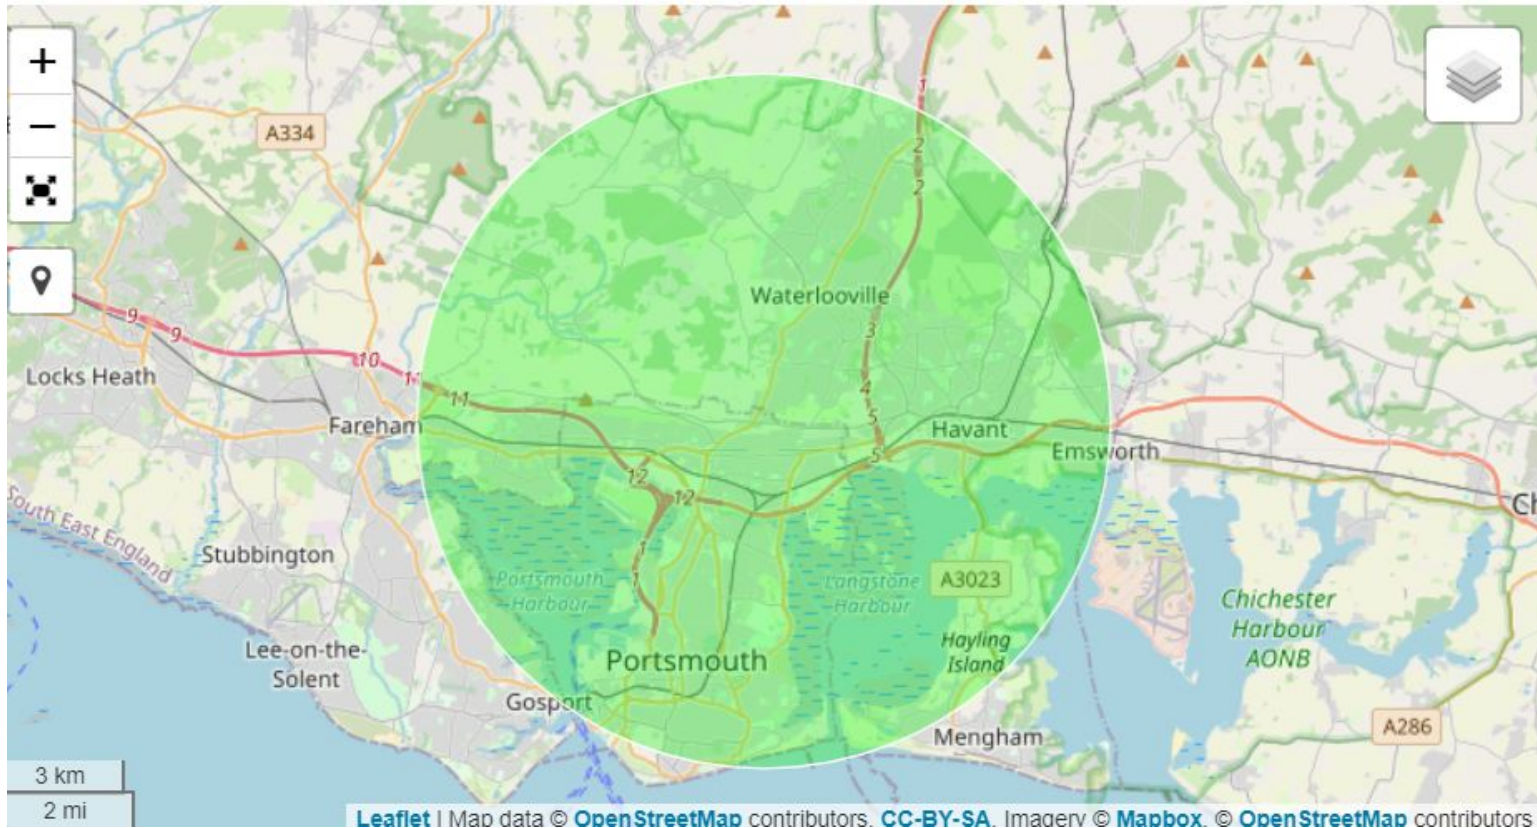 +
−
A334
1
2
2
Waterlooville
3
9
9
10
11
11
Locks Heath
4
5
Fareham
Havant
5
Emsworth
12
12
South East England
Stubbington
1
1
Portsmouth
Harbour
Langstone
Harbour
A3023
Chichester
Harbour
AONB
Lee-on-the-
Solent
Portsmouth
Hayling
Island
Gosport
Mengham
A286
3 km
2 mi
Leaflet | Map data © OpenStreetMap contributors, CC-BY-SA, Imagery © Mapbox, © OpenStreetMap contributors